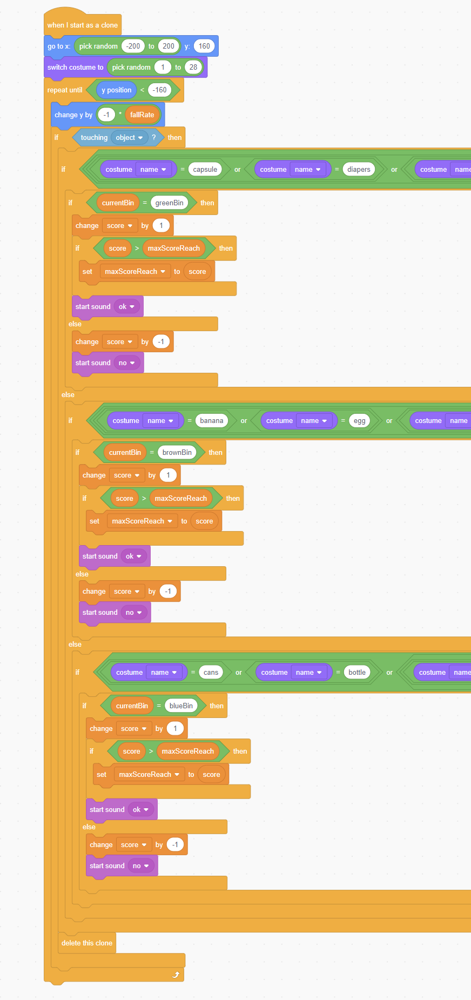 when I start as a clone
go to x: pick random -200 to 200 y: 160
switch costume to pick random 1 to 28
repeat until y position < -160
change y by -1 * fallRate
if touching object ? then
if costume name = capsule or costume name = diapers or costume name
if currentBin = greenBin then
change score by 1
if score > maxScoreReach then
set maxScoreReach to score
start sound ok
else
change score by -1
start sound no
else
if costume name = banana or costume name = egg or costume name
if currentBin = brownBin then
change score by 1
if score > maxScoreReach then
set maxScoreReach to score
start sound ok
else
change score by -1
start sound no
else
if costume name = cans or costume name = bottle or costume name
if currentBin = blueBin then
change score by 1
if score > maxScoreReach then
set maxScoreReach to score
start sound ok
else
change score by -1
start sound no
delete this clone